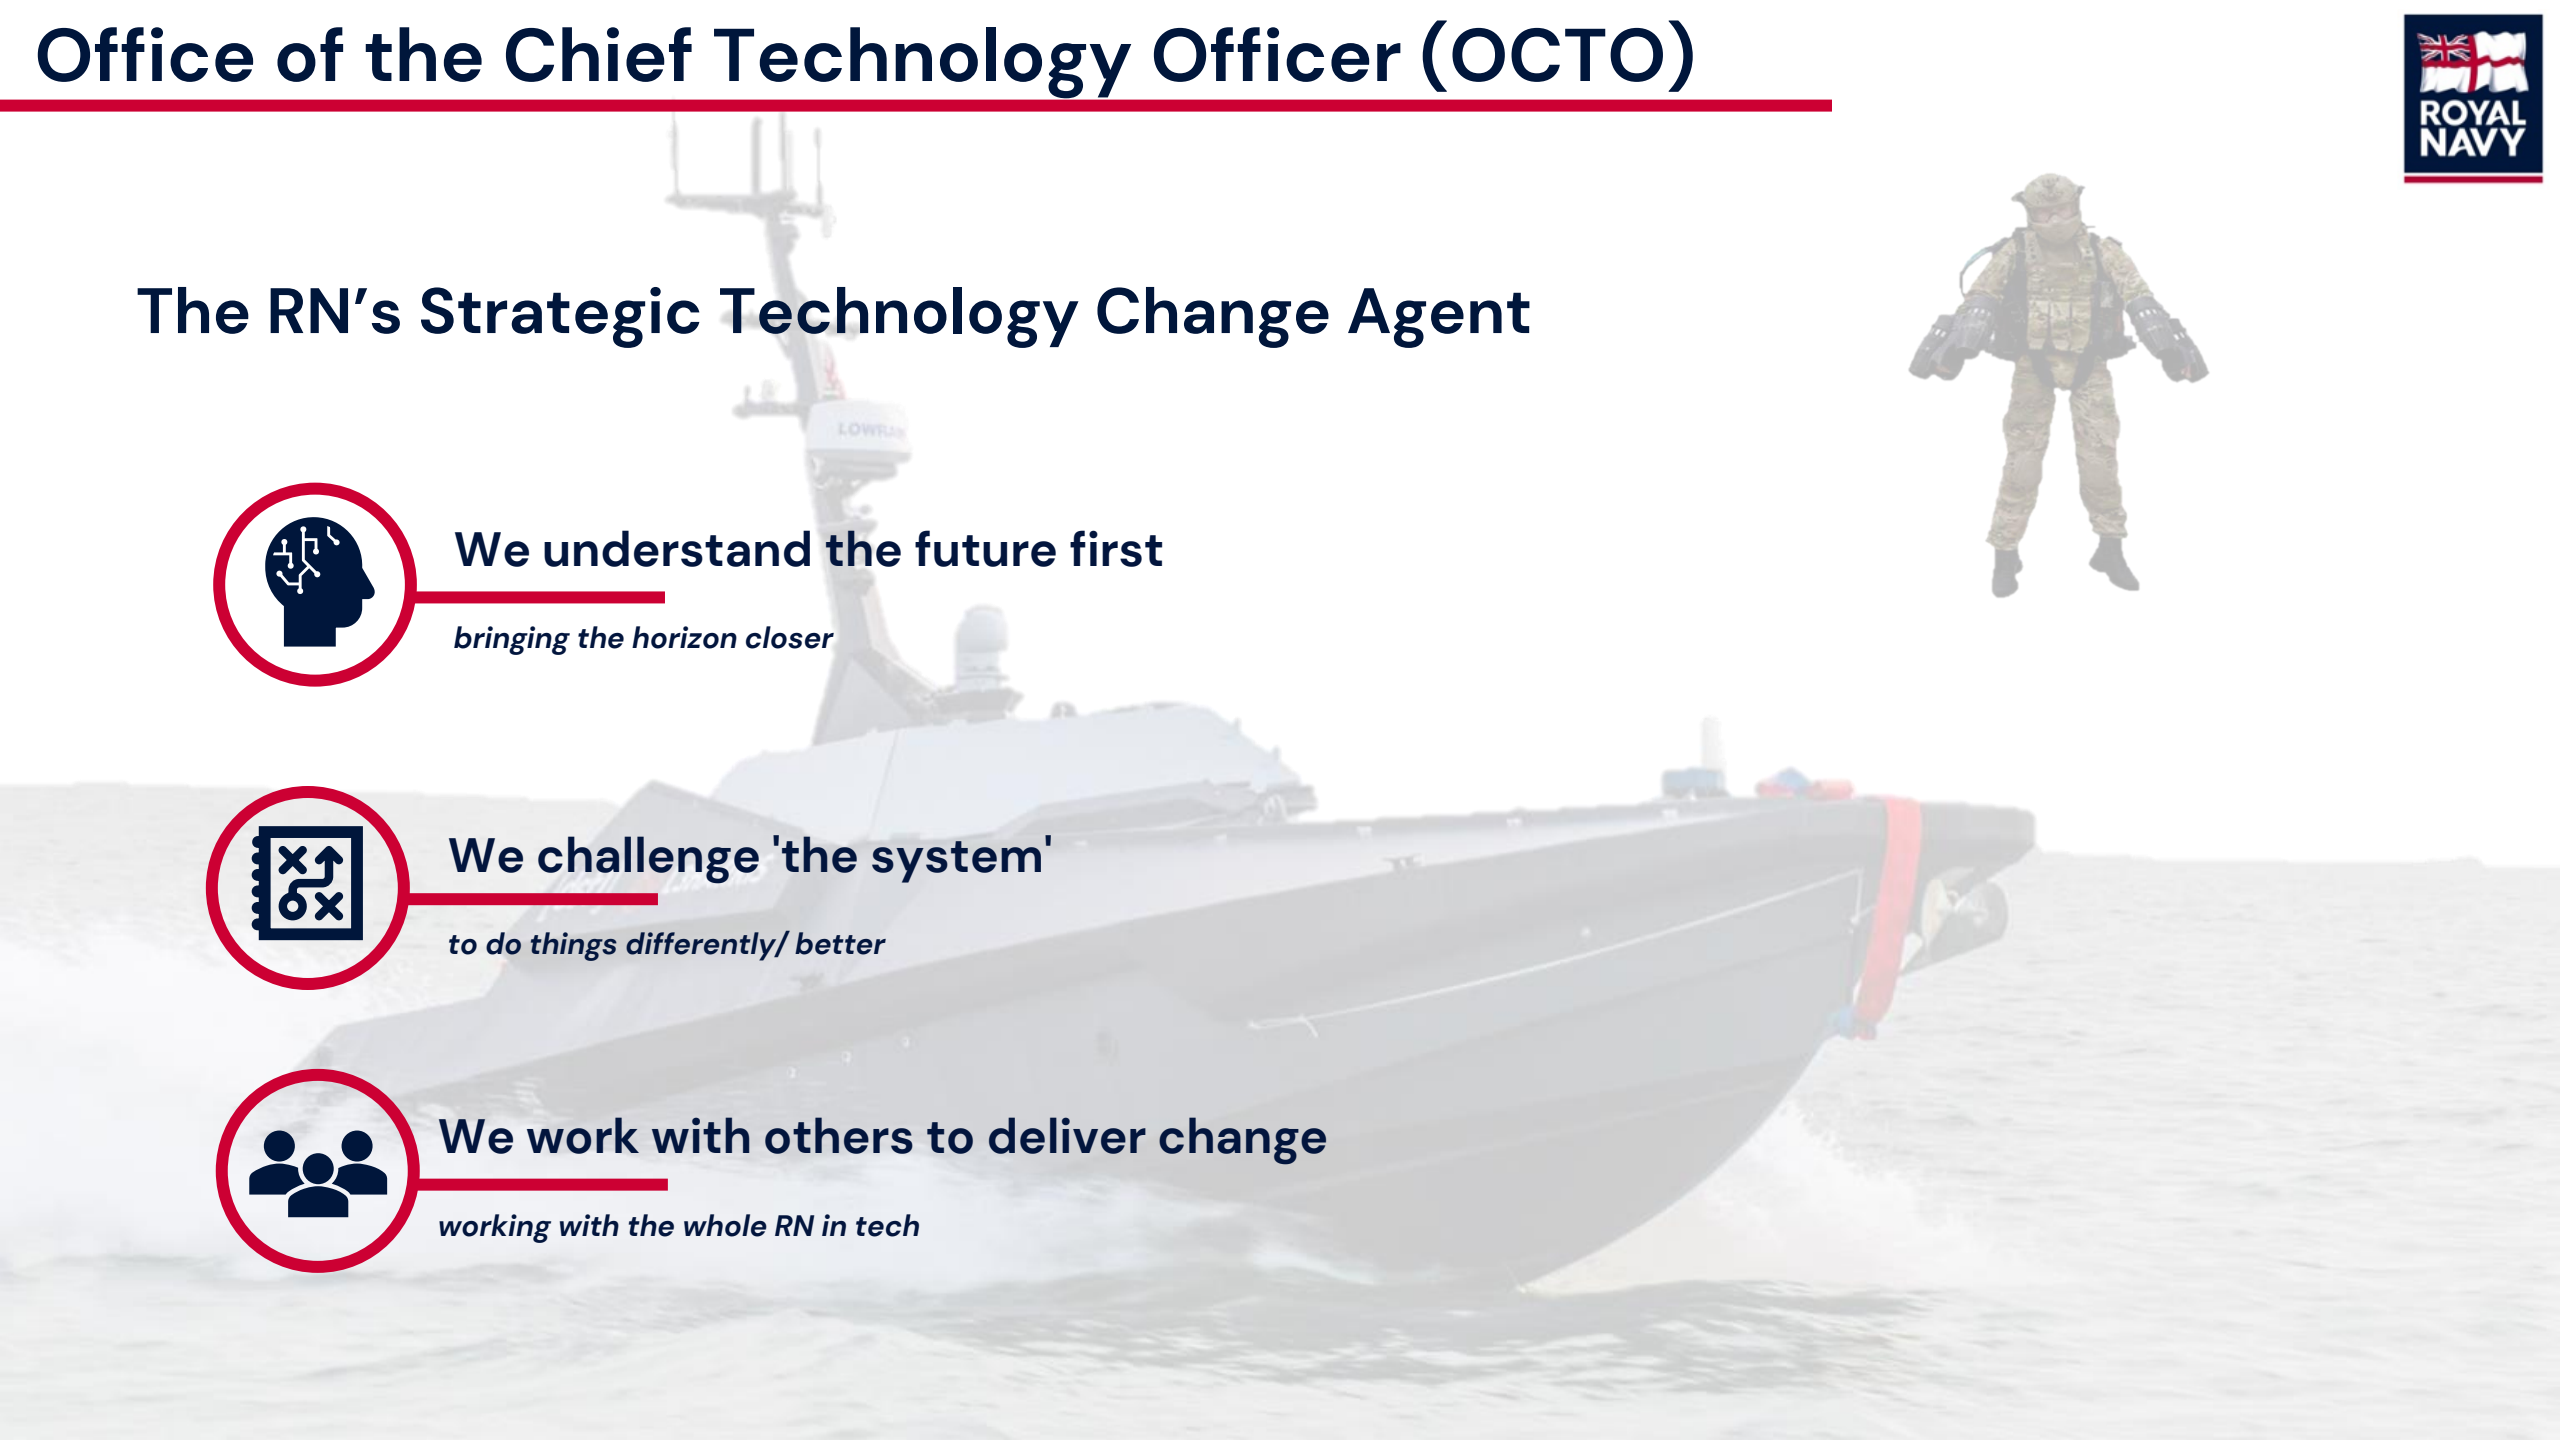 Office of the Chief Technology Officer (OCTO)
ROYAL
NAVY
The RN’s Strategic Technology Change Agent
We understand the future first
bringing the horizon closer
We challenge 'the system'
to do things differently/ better
We work with others to deliver change
working with the whole RN in tech